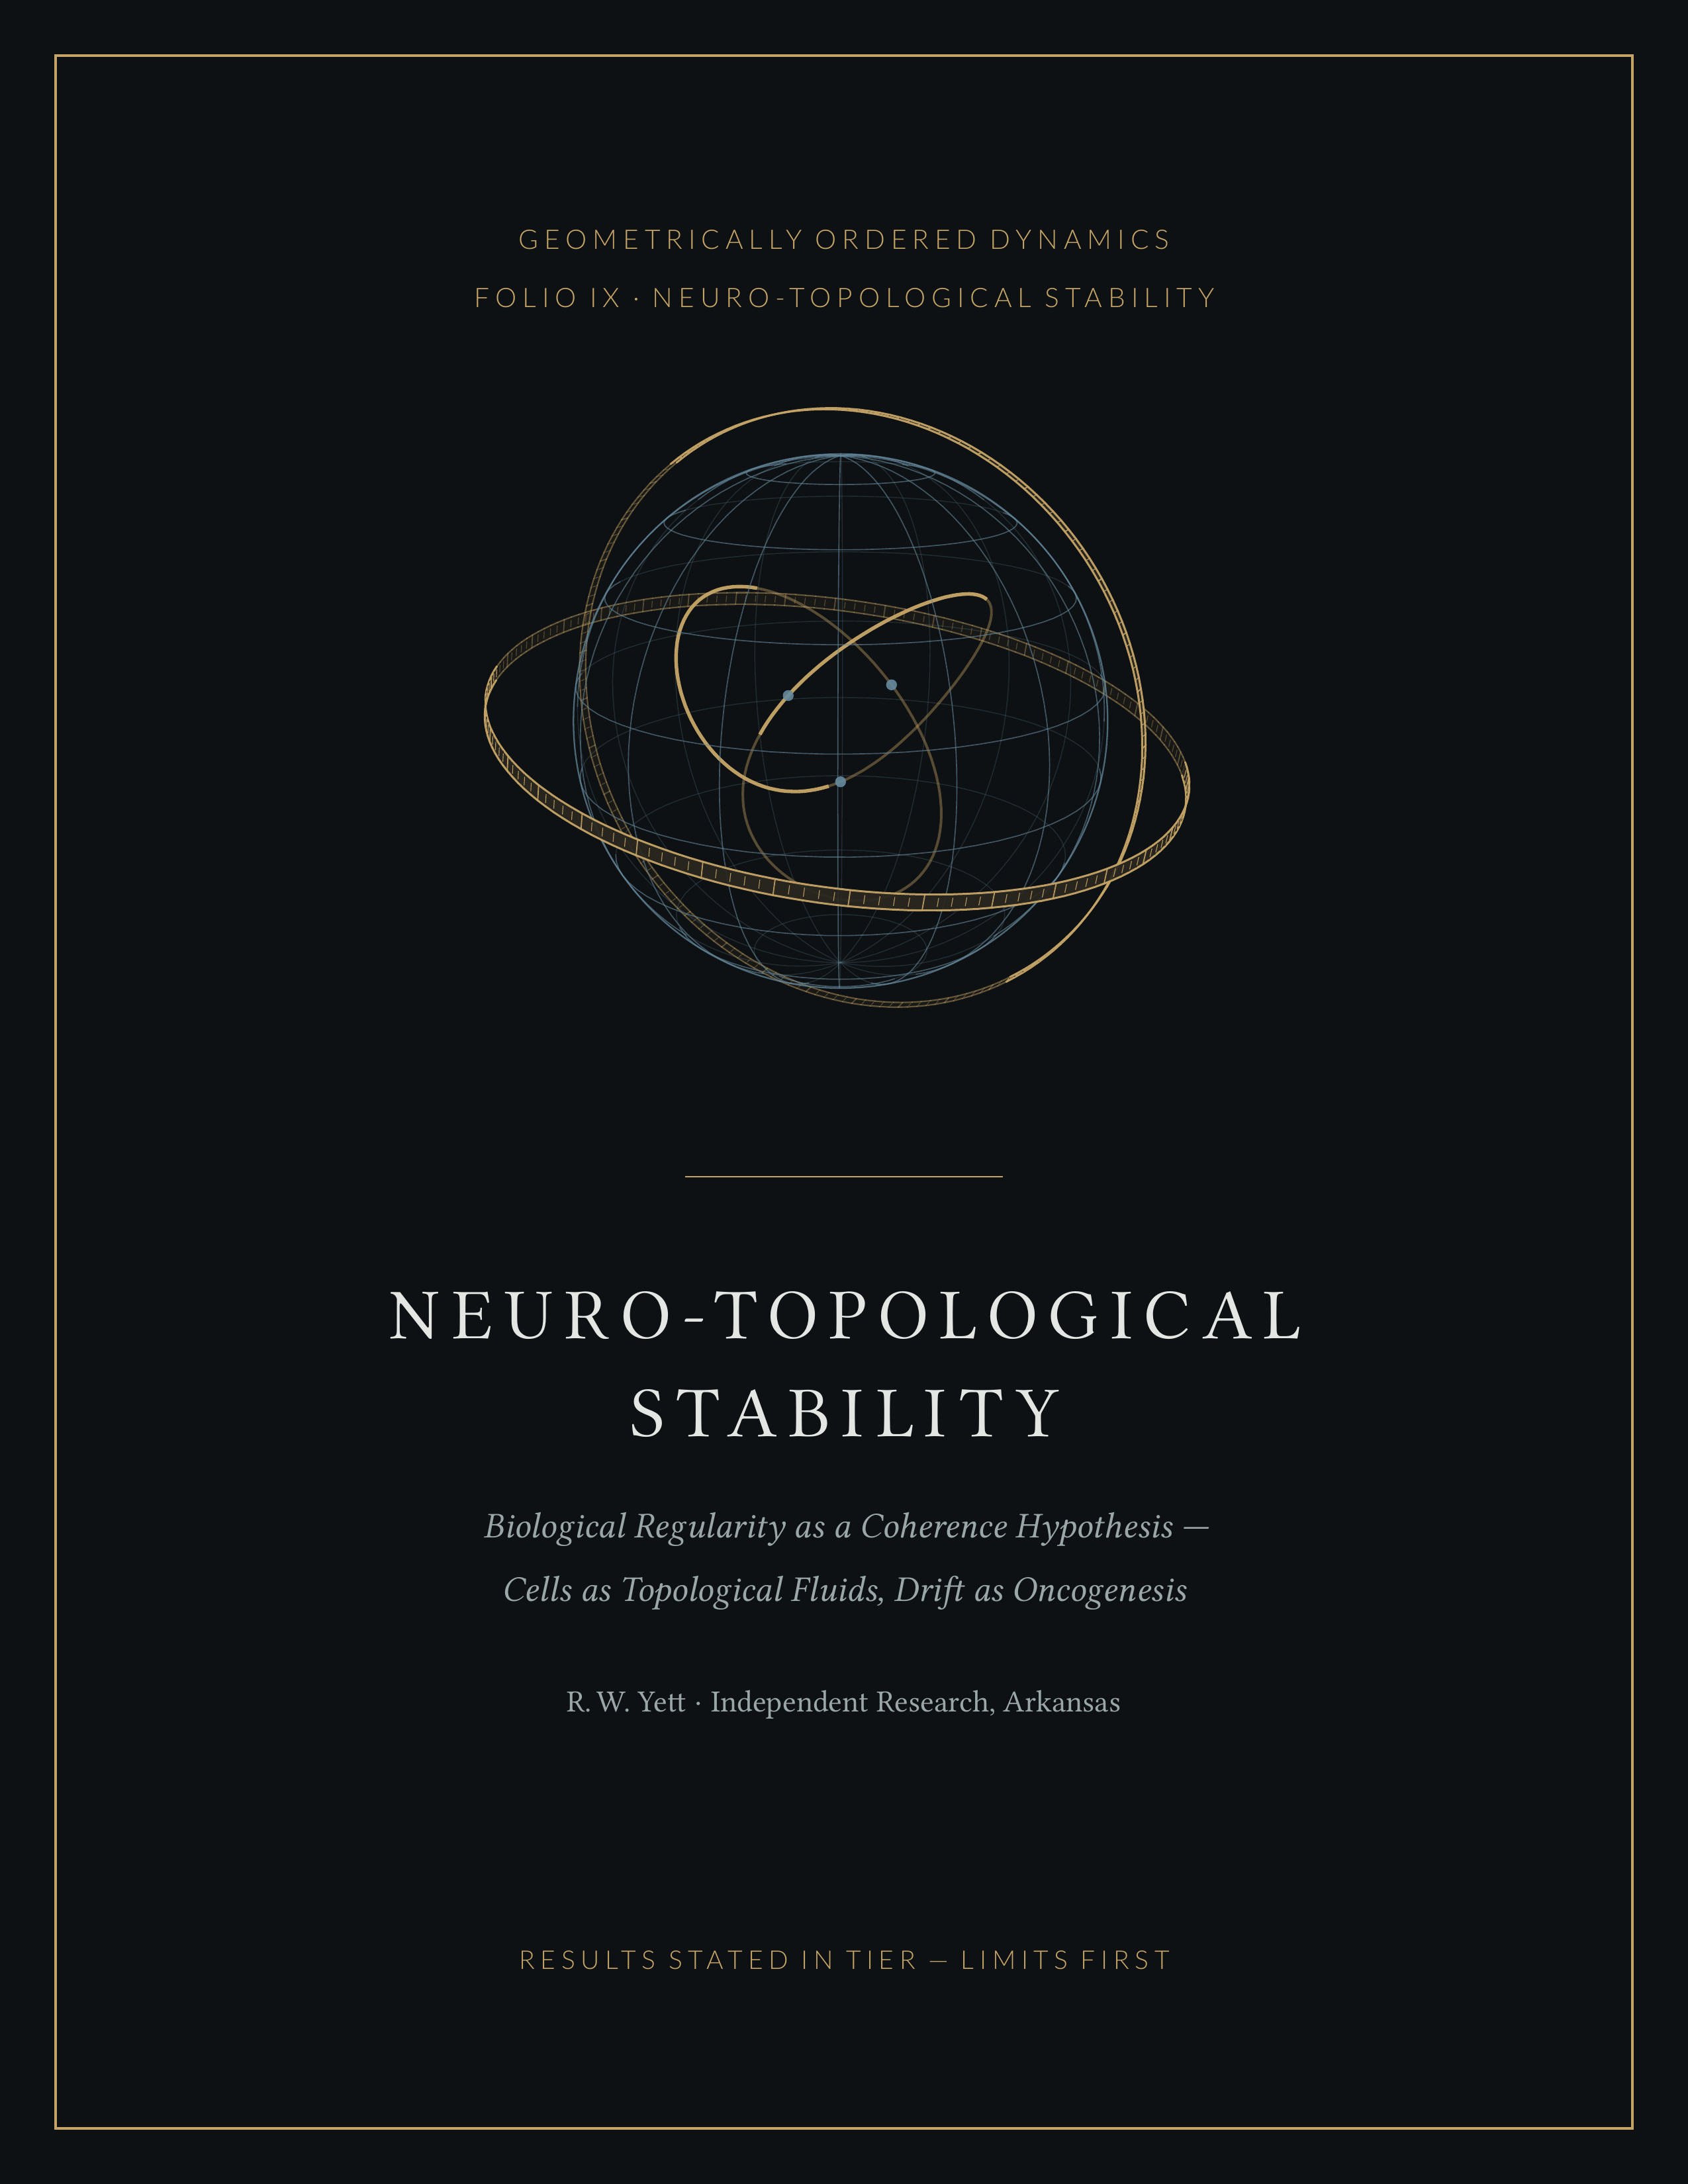 GEOMETRICALLY ORDERED DYNAMICS
FOLIO IX · NEURO-TOPOLOGICAL STABILITY
NEURO-TOPOLOGICAL
STABILITY
Biological Regularity as a Coherence Hypothesis —
Cells as Topological Fluids, Drift as Oncogenesis
R. W. Yett · Independent Research, Arkansas
RESULTS STATED IN TIER — LIMITS FIRST